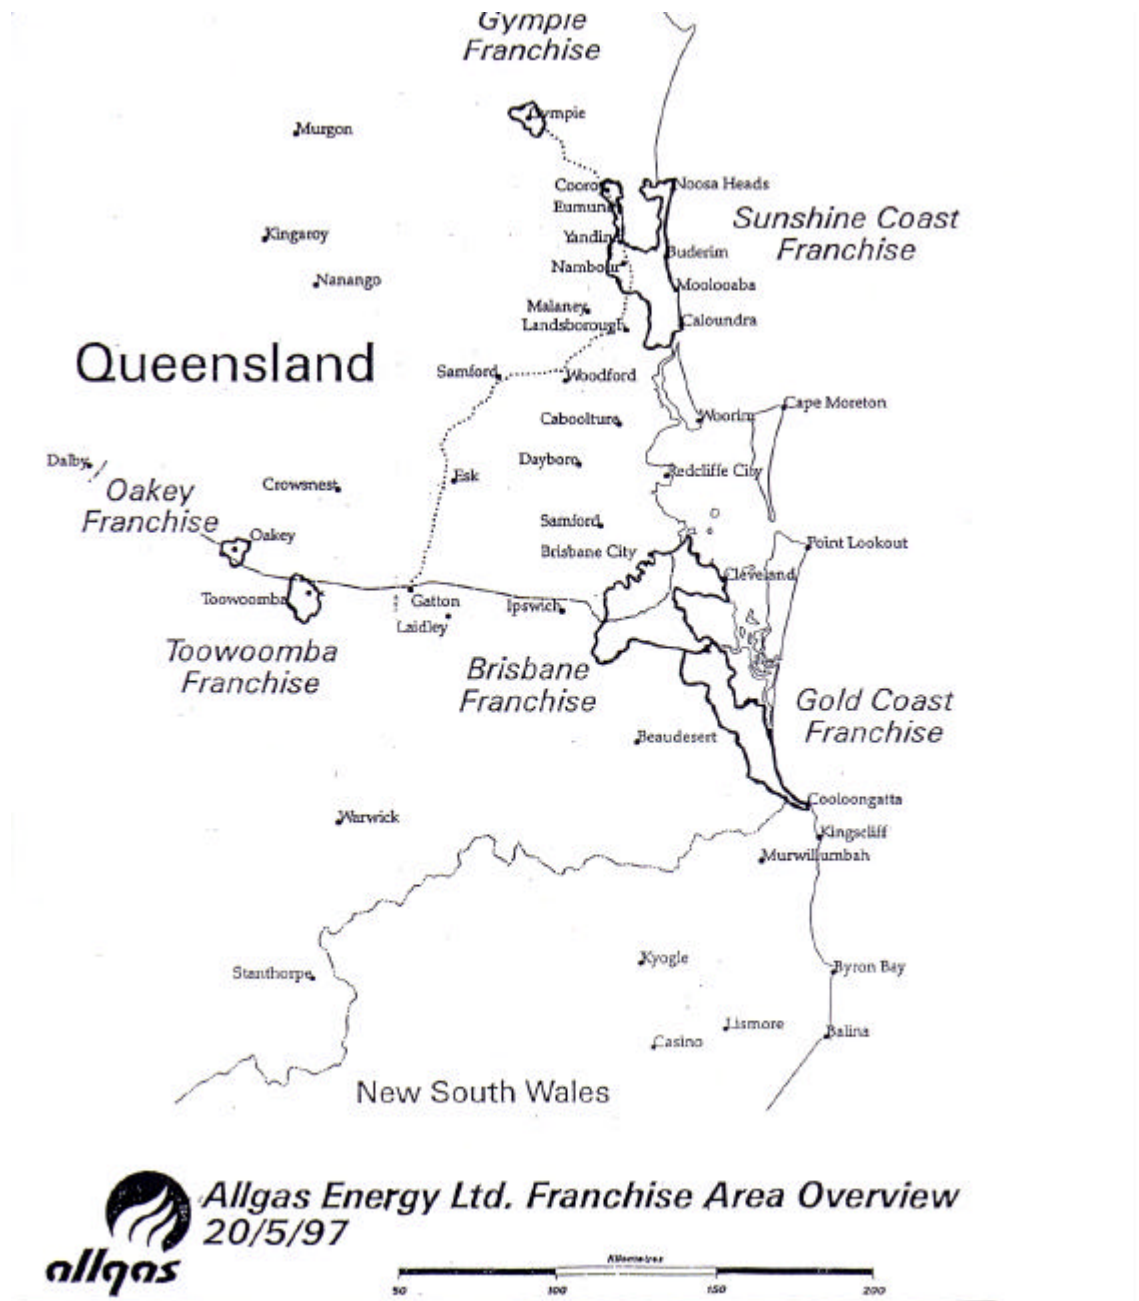 Gympie
Franchise
Gympie
Murgon
Cooroy
Noosa Heads
Eumundi
Sunshine Coast
Franchise
Kingaroy
Yandina
Buderim
Nambour
Nanango
Moolooaba
Malaney
Landsborough
Caloundra
Queensland
Samford
Woodford
Cape Moreton
Caboolture
Woorim
Dalby
Dayboro
Esk
Redcliffe City
Crowsnest
Oakey
Franchise
Samford
Oakey
Brisbane City
Point Lookout
Cleveland
Toowoomba
Gatton
Ipswich
Laidley
Toowoomba
Franchise
Brisbane
Franchise
Gold Coast
Franchise
Beaudesert
Cooloongatta
Warwick
Kingscliff
Murwillumbah
Kyogle
Byron Bay
Stanthorpe
Lismore
Balina
Casino
New South Wales
Allgas Energy Ltd. Franchise Area Overview
20/5/97
allgas
Kilometres
50 100 150 200